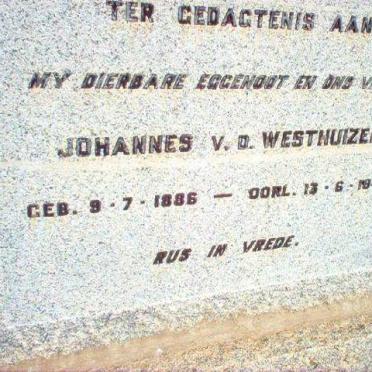 TER GEDAGTENIS AAN
MY DIERBARE EGGENOOT EN ONS V
JOHANNES V. D. WESTHUIZE
GEB. 9 - 7 - 1886 — OORL. 13 - 6 - 19
RUS IN VREDE.